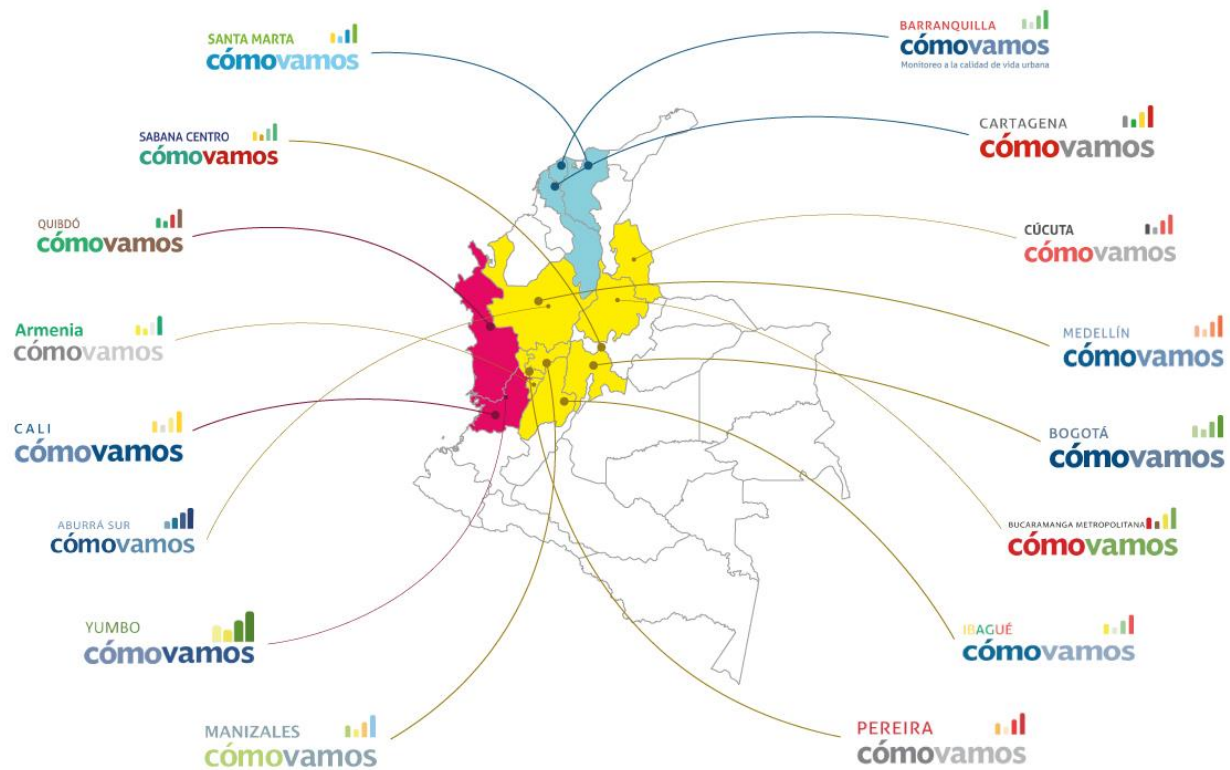 SANTA MARTA
cómovamos
BARRANQUILLA
cómovamos
Monitoreo a la calidad de vida urbana
SABANA CENTRO
cómovamos
CARTAGENA
cómovamos
QUIBDÓ
cómovamos
CÚCUTA
cómovamos
Armenia
cómovamos
MEDELLÍN
cómovamos
CALI
cómovamos
BOGOTÁ
cómovamos
ABURRÁ SUR
cómovamos
BUCARAMANGA METROPOLITANA
cómovamos
YUMBO
cómovamos
IBAGUÉ
cómovamos
MANIZALES
cómovamos
PEREIRA
cómovamos